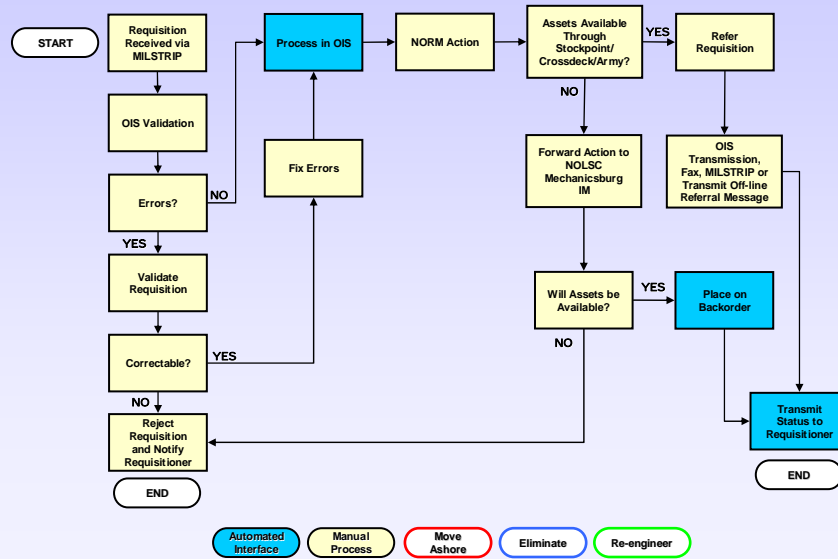 START
Requisition
Received via
MILSTRIP
Process in OIS
NORM Action
Assets Available
Through
Stockpoint/
Crossdeck/Army?
YES
Refer
Requisition
NO
OIS Validation
Fix Errors
Forward Action to
NOLSC
Mechanicsburg
IM
OIS
Transmission,
Fax, MILSTRIP or
Transmit Off-line
Referral Message
Errors?
NO
YES
Validate
Requisition
Will Assets be
Available?
YES
Place on
Backorder
NO
Correctable?
YES
NO
Reject
Requisition
and Notify
Requisitioner
Transmit
Status to
Requisitioner
END
END
Automated
Interface
Manual
Process
Move
Ashore
Eliminate
Re-engineer